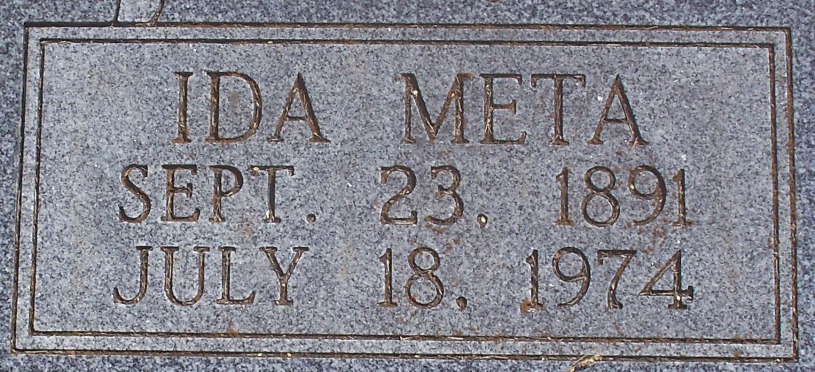 IDA META
SEPT. 23, 1891
JULY 18, 1974